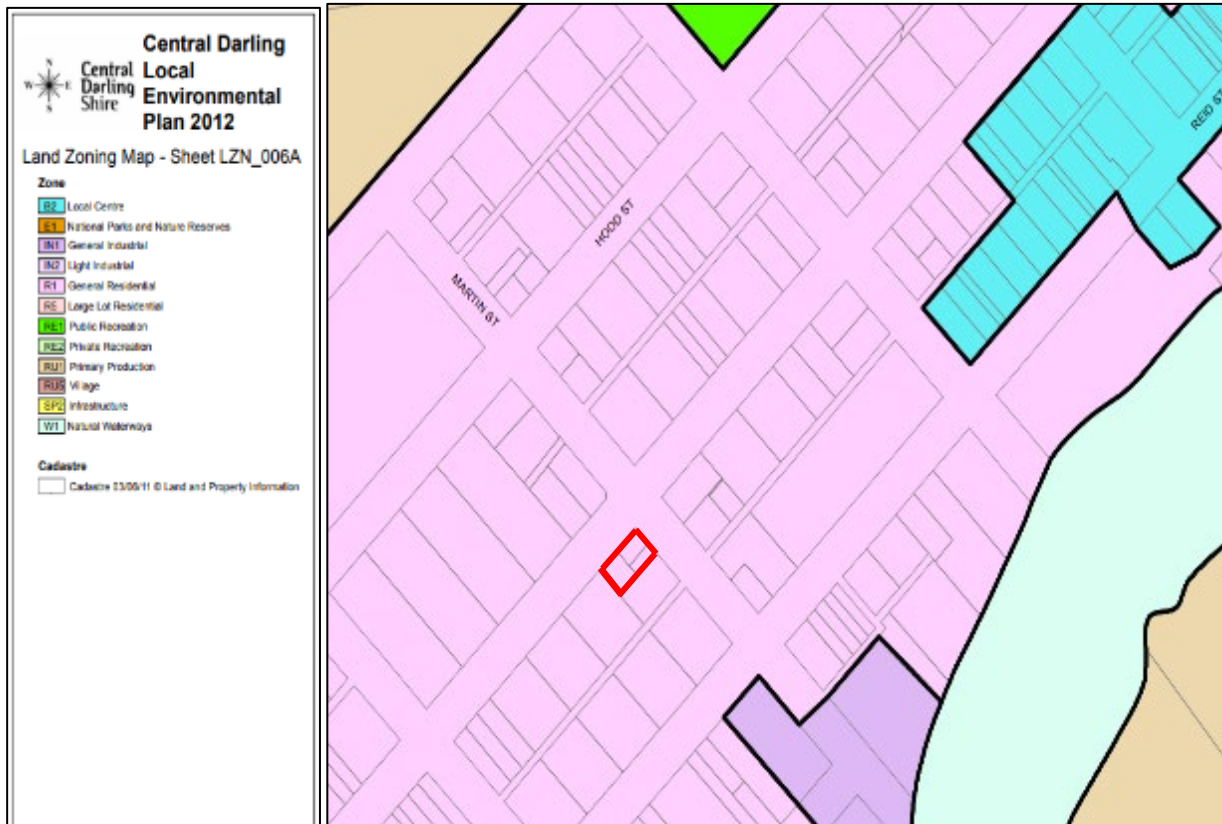 N
W E
S
Central
Darling
Shire
Central Darling
Local
Environmental
Plan 2012
Land Zoning Map - Sheet LZN_006A
Zone
B2 Local Centre
E1 National Parks and Nature Reserves
IN1 General Industrial
IN2 Light Industrial
R1 General Residential
R5 Large Lot Residential
RE1 Public Recreation
RE2 Private Recreation
RU1 Primary Production
RU5 Village
SP2 Infrastructure
W1 Natural Waterways
Cadastre
Cadastre 03/06/11 © Land and Property Information
REID ST
HOOD ST
MARTIN ST